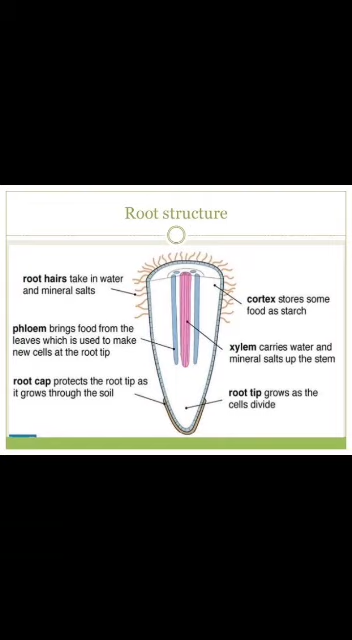 Root structure
root hairs take in water
and mineral salts
cortex stores some
food as starch
phloem brings food from the
leaves which is used to make
new cells at the root tip
xylem carries water and
mineral salts up the stem
root cap protects the root tip as
it grows through the soil
root tip grows as the
cells divide